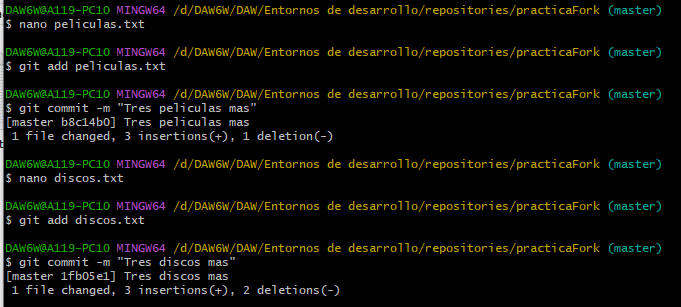 DAW6W@A119-PC10 MINGW64 /d/DAW6W/DAW/Entornos de desarrollo/repositories/practicaFork (master)
$ nano peliculas.txt
DAW6W@A119-PC10 MINGW64 /d/DAW6W/DAW/Entornos de desarrollo/repositories/practicaFork (master)
$ git add peliculas.txt
DAW6W@A119-PC10 MINGW64 /d/DAW6W/DAW/Entornos de desarrollo/repositories/practicaFork (master)
$ git commit -m "Tres peliculas mas"
[master b8c14b0] Tres peliculas mas
1 file changed, 3 insertions(+), 1 deletion(-)
DAW6W@A119-PC10 MINGW64 /d/DAW6W/DAW/Entornos de desarrollo/repositories/practicaFork (master)
$ nano discos.txt
DAW6W@A119-PC10 MINGW64 /d/DAW6W/DAW/Entornos de desarrollo/repositories/practicaFork (master)
$ git add discos.txt
DAW6W@A119-PC10 MINGW64 /d/DAW6W/DAW/Entornos de desarrollo/repositories/practicaFork (master)
$ git commit -m "Tres discos mas"
[master 1fb05e1] Tres discos mas
1 file changed, 3 insertions(+), 2 deletions(-)